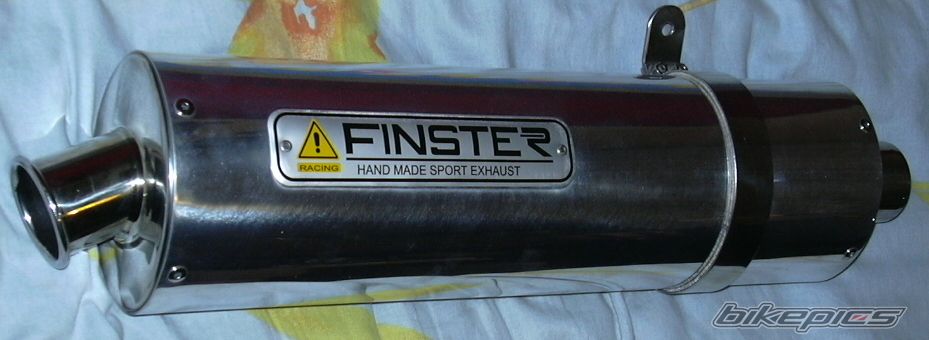 FINSTER
RACING
HAND MADE SPORT EXHAUST
bikepics